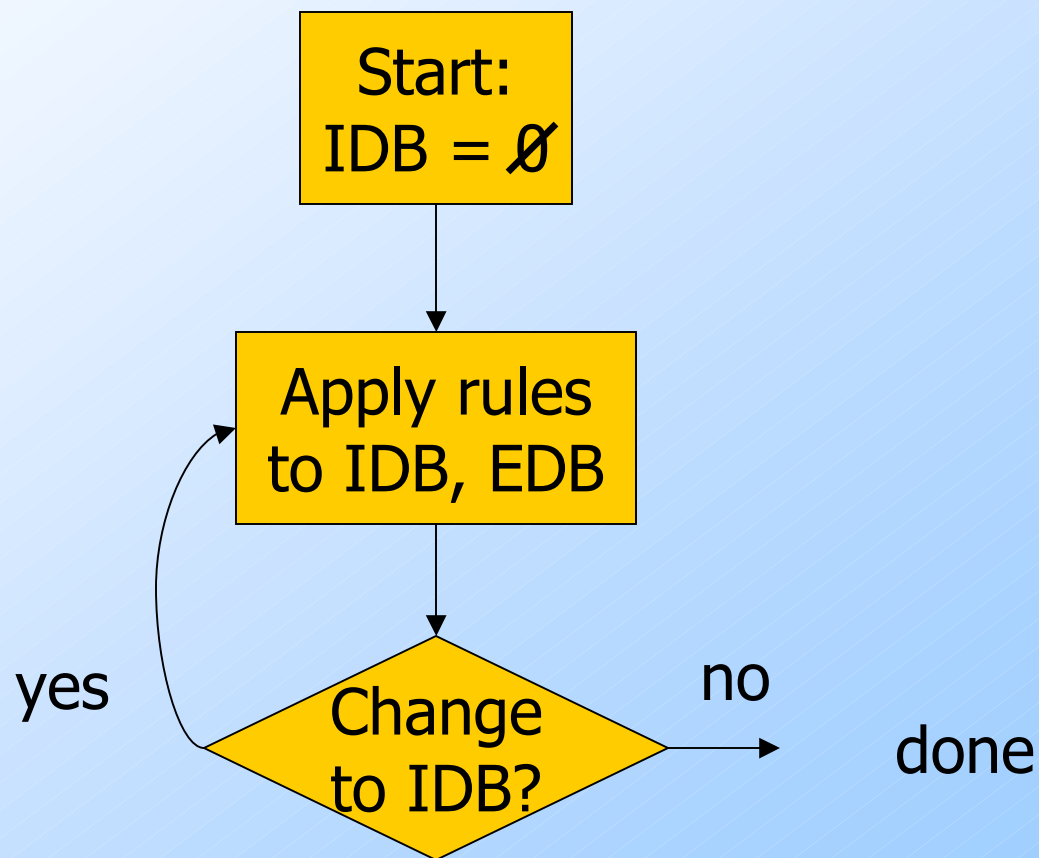 Start:
IDB = ∅
Apply rules
to IDB, EDB
yes
Change
to IDB?
no
done